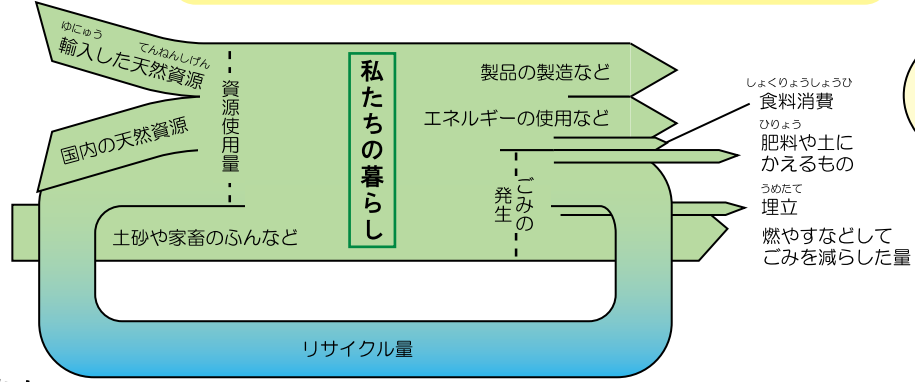 ゆにゅう
てんねんしげん
輸入した天然資源
国内の天然資源
資源使用量
私たちの暮らし
製品の製造など
エネルギーの使用など
ごみの
発生
土砂や家畜のふんなど
リサイクル量
しょくりょうしょうひ
食料消費
ひりょう
肥料や土に
かえるもの
うめたて
埋立
燃やすなどして
ごみを減らした量